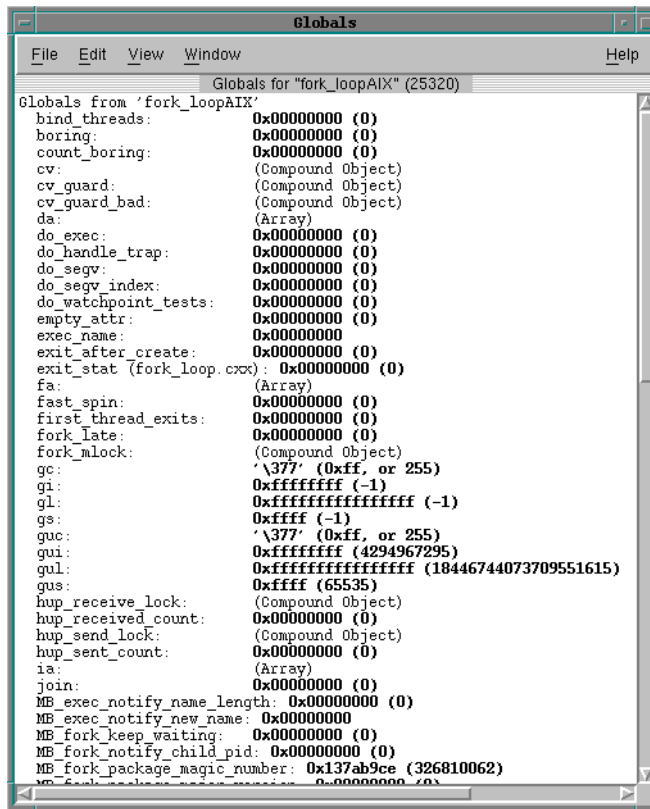 Globals
File Edit View Window Help
Globals for "fork_loopAIX" (25320)
Globals from 'fork_loopAIX'
bind_threads: 0x00000000 (0)
boring: 0x00000000 (0)
count_boring: 0x00000000 (0)
cv: (Compound Object)
cv_guard: (Compound Object)
cv_guard_bad: (Compound Object)
da: (Array)
do_exec: 0x00000000 (0)
do_handle_trap: 0x00000000 (0)
do_segv: 0x00000000 (0)
do_segv_index: 0x00000000 (0)
do_watchpoint_tests: 0x00000000 (0)
empty_attr: 0x00000000 (0)
exec_name: 0x00000000
exit_after_create: 0x00000000 (0)
exit_stat (fork_loop.cxx): 0x00000000 (0)
fa: (Array)
fast_spin: 0x00000000 (0)
first_thread_exits: 0x00000000 (0)
fork_late: 0x00000000 (0)
fork_mlock: (Compound Object)
gc: '\377' (0xff, or 255)
gi: 0xffffffff (-1)
gl: 0xffffffffffffffff (-1)
gs: 0xffff (-1)
guc: '\377' (0xff, or 255)
gui: 0xffffffff (4294967295)
gul: 0xffffffffffffffff (18446744073709551615)
gus: 0xffff (65535)
hup_receive_lock: (Compound Object)
hup_received_count: 0x00000000 (0)
hup_send_lock: (Compound Object)
hup_sent_count: 0x00000000 (0)
ia: (Array)
join: 0x00000000 (0)
MB_exec_notify_name_length: 0x00000000 (0)
MB_exec_notify_new_name: 0x00000000
MB_fork_keep_waiting: 0x00000000 (0)
MB_fork_notify_child_pid: 0x00000000 (0)
MB_fork_package_magic_number: 0x137ab9ce (326810062)